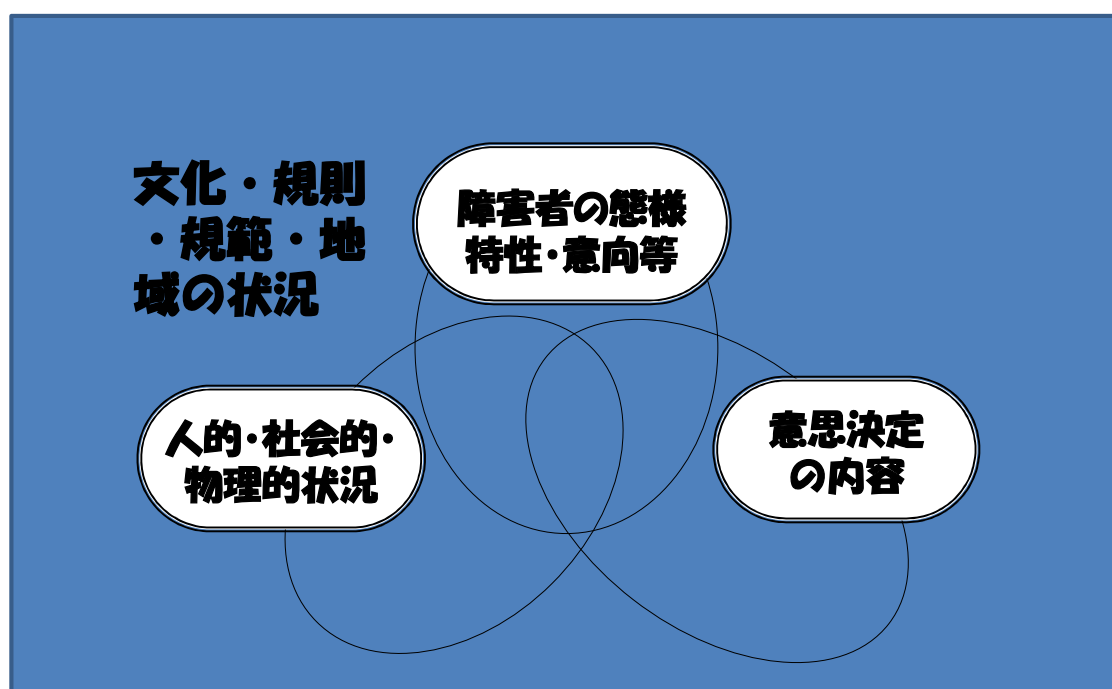 文化・規則
・規範・地
域の状況
障害者の態様
特性・意向等
人的・社会的・
物理的状況
意思決定
の内容